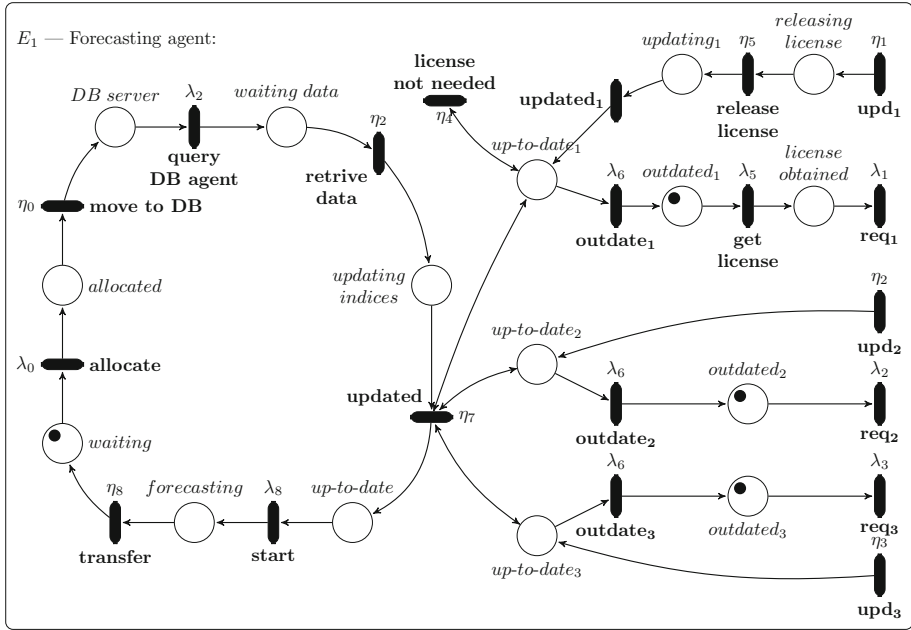 E₁ — Forecasting agent:
DB server
λ₂
query
DB agent
waiting data
η₂
retrive
data
η₀
move to DB
allocated
λ₀
allocate
waiting
η₈
transfer
forecasting
λ₈
start
up-to-date
updating
indices
updated
η₇
license
not needed
η₄
updated₁
updating₁
η₅
release
license
releasing
license
η₁
upd₁
up-to-date₁
λ₆
outdate₁
outdated₁
λ₅
get
license
license
obtained
λ₁
req₁
η₂
upd₂
up-to-date₂
λ₆
outdate₂
outdated₂
λ₂
req₂
λ₆
outdate₃
outdated₃
λ₃
req₃
up-to-date₃
η₃
upd₃